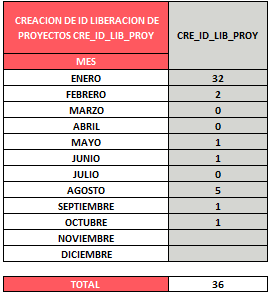 CREACION DE ID LIBERACION DE
PROYECTOS CRE_ID_LIB_PROY
CRE_ID_LIB_PROY
MES
ENERO 32
FEBRERO 2
MARZO 0
ABRIL 0
MAYO 1
JUNIO 1
JULIO 0
AGOSTO 5
SEPTIEMBRE 1
OCTUBRE 1
NOVIEMBRE
DICIEMBRE
TOTAL 36